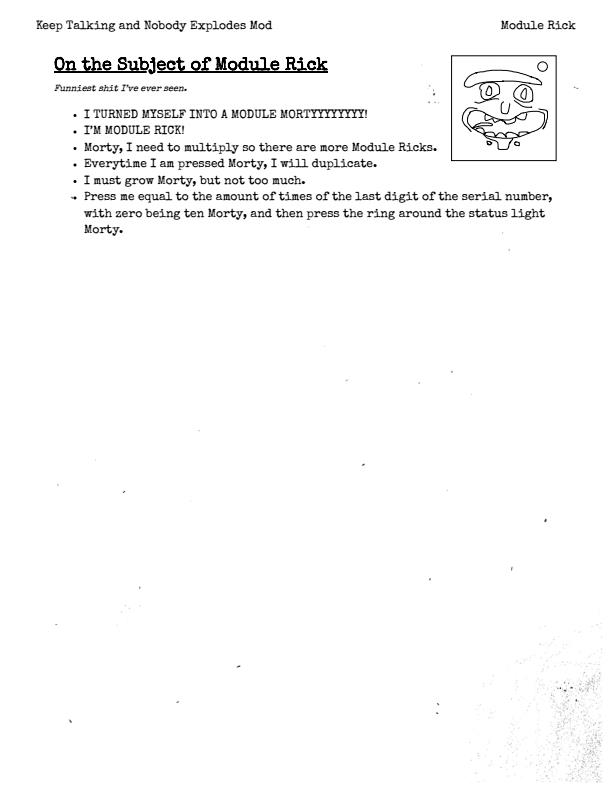 Keep Talking and Nobody Explodes Mod Module Rick
On the Subject of Module Rick
Funniest shit I've ever seen.
• I TURNED MYSELF INTO A MODULE MORTYYYYYYYY!
• I'M MODULE RICK!
• Morty, I need to multiply so there are more Module Ricks.
• Everytime I am pressed Morty, I will duplicate.
• I must grow Morty, but not too much.
• Press me equal to the amount of times of the last digit of the serial number,
with zero being ten Morty, and then press the ring around the status light
Morty.